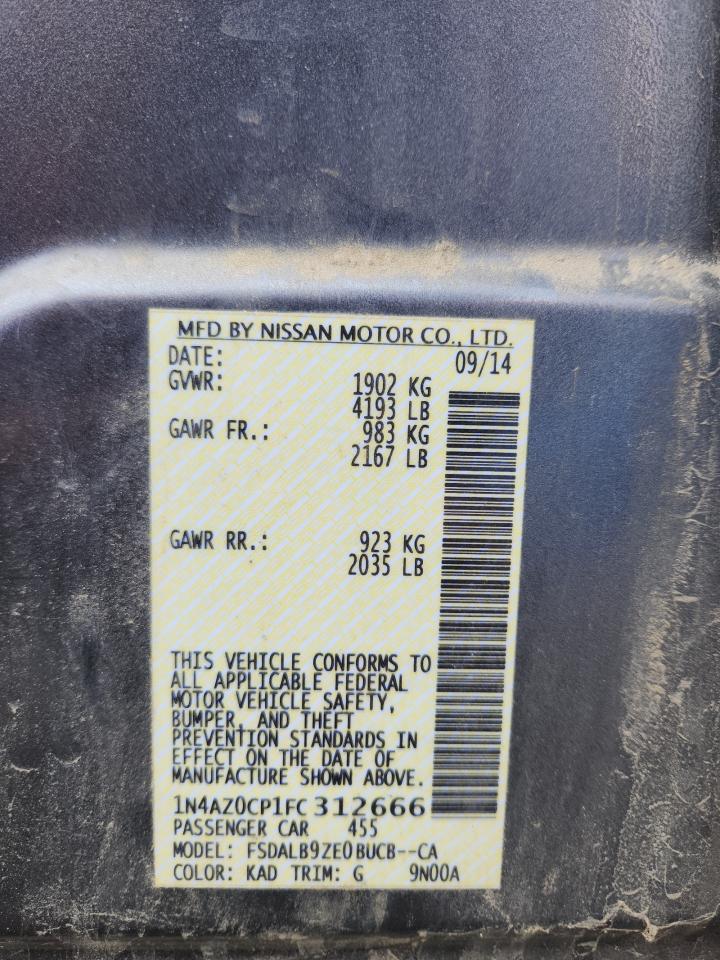 MFD BY NISSAN MOTOR CO., LTD.
DATE: 09/14
GVWR: 1902 KG
4193 LB
GAWR FR.: 983 KG
2167 LB
GAWR RR.: 923 KG
2035 LB
THIS VEHICLE CONFORMS TO
ALL APPLICABLE FEDERAL
MOTOR VEHICLE SAFETY,
BUMPER, AND THEFT
PREVENTION STANDARDS IN
EFFECT ON THE DATE OF
MANUFACTURE SHOWN ABOVE.
1N4AZ0CP1FC312666
PASSENGER CAR 455
MODEL: FSDALB9ZE0BUCB--CA
COLOR: KAD TRIM: G 9N00A